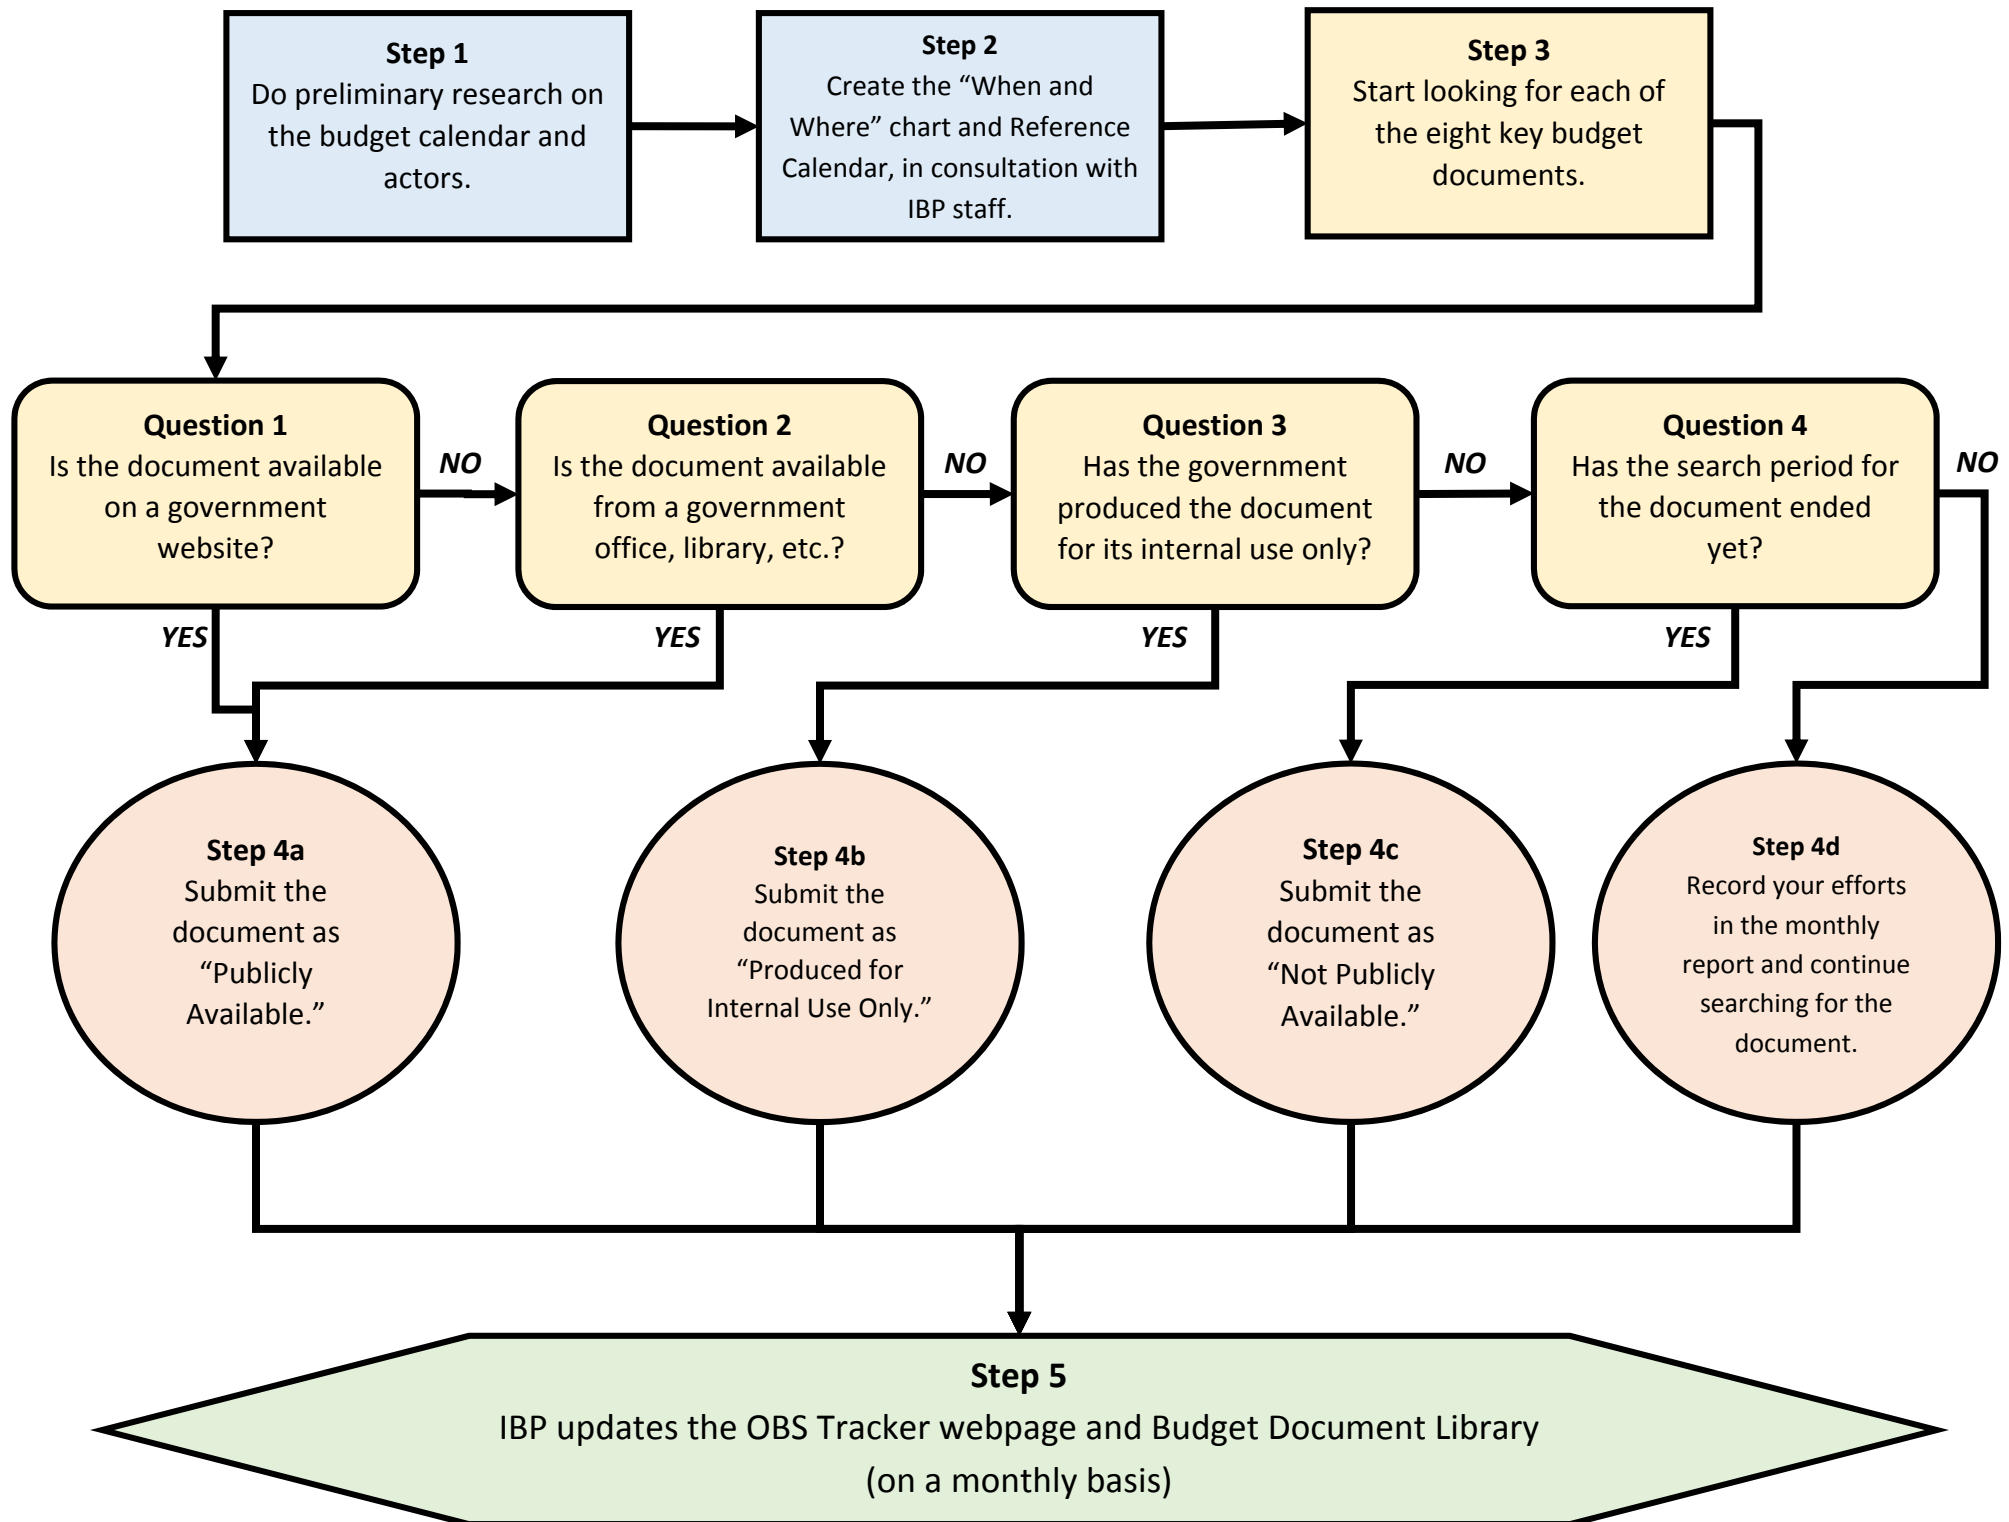 Step 1
Do preliminary research on
the budget calendar and
actors.
Step 2
Create the “When and
Where” chart and Reference
Calendar, in consultation with
IBP staff.
Step 3
Start looking for each of
the eight key budget
documents.
Question 1
Is the document available
on a government
website?
NO
YES
Question 2
Is the document available
from a government
office, library, etc.?
NO
YES
Question 3
Has the government
produced the document
for its internal use only?
NO
YES
Question 4
Has the search period for
the document ended
yet?
NO
YES
Step 4a
Submit the
document as
“Publicly
Available.”
Step 4b
Submit the
document as
“Produced for
Internal Use Only.”
Step 4c
Submit the
document as
“Not Publicly
Available.”
Step 4d
Record your efforts
in the monthly
report and continue
searching for the
document.
Step 5
IBP updates the OBS Tracker webpage and Budget Document Library
(on a monthly basis)